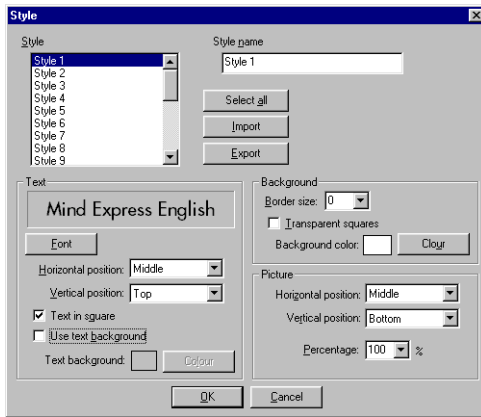 Style
Style
Style name
Style 1
Style 1
Style 2
Style 3
Style 4
Style 5
Style 6
Style 7
Style 8
Style 9
Select all
Import
Export
Text
Mind Express English
Font
Horizontal position: Middle
Vertical position: Top
Text in square
Use text background
Text background: Colour
Background
Border size: 0
Transparent squares
Background color: Cloyr
Picture
Horizontal position: Middle
Vertical position: Bottom
Percentage: 100 %
OK
Cancel